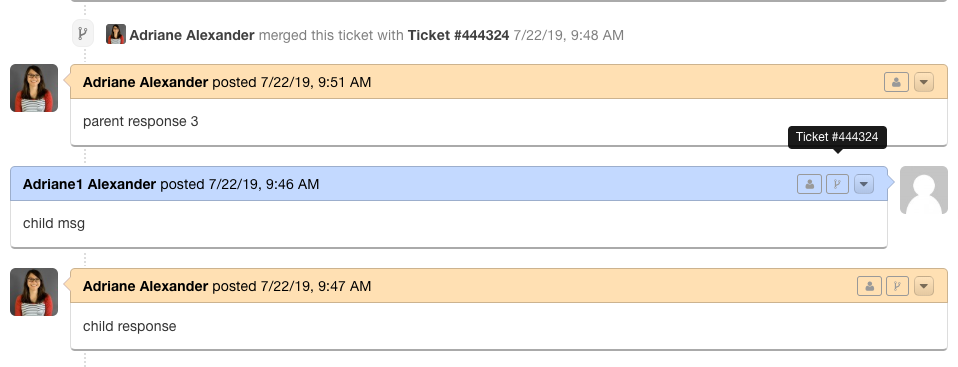 Adriane Alexander merged this ticket with Ticket #444324 7/22/19, 9:48 AM
Adriane Alexander posted 7/22/19, 9:51 AM
parent response 3
Ticket #444324
Adriane1 Alexander posted 7/22/19, 9:46 AM
child msg
Adriane Alexander posted 7/22/19, 9:47 AM
child response